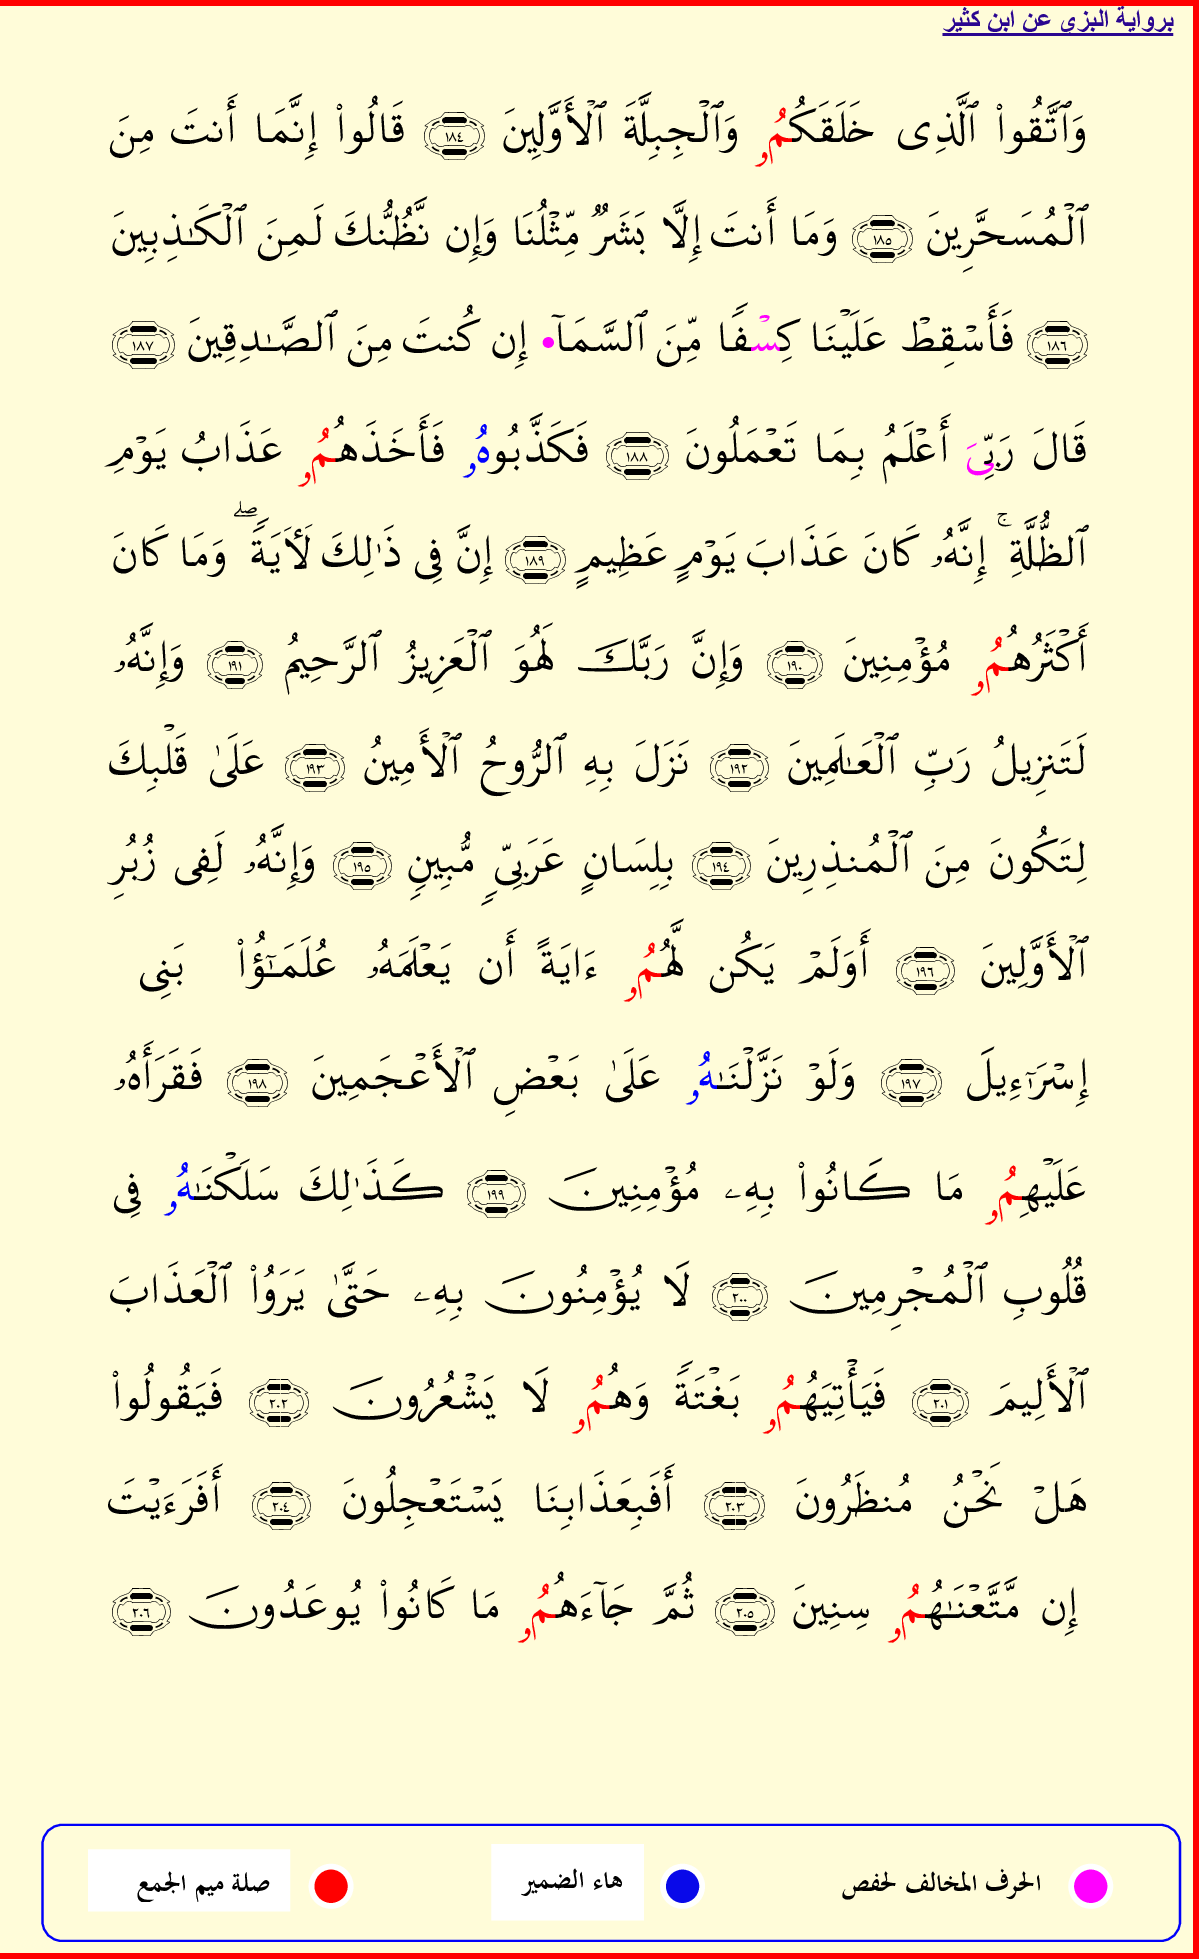 برواية البزي عن ابن كثير
وَٱتَّقُوا۟ ٱلَّذِى خَلَقَكُمُۥ وَٱلْجِبِلَّةَ ٱلْأَوَّلِينَ ١٨٤ قَالُوا۟ إِنَّمَا أَنتَ مِنَ
ٱلْمُسَحَّرِينَ ١٨٥ وَمَا أَنتَ إِلَّا بَشَرٌ مِّثْلُنَا وَإِن نَّظُنُّكَ لَمِنَ ٱلْكَـٰذِبِينَ
١٨٦ فَأَسْقِطْ عَلَيْنَا كِسْفًا مِّنَ ٱلسَّمَآ• إِن كُنتَ مِنَ ٱلصَّـٰدِقِينَ ١٨٧
قَالَ رَبِّىَ أَعْلَمُ بِمَا تَعْمَلُونَ ١٨٨ فَكَذَّبُوهُۥ فَأَخَذَهُمُۥ عَذَابُ يَوْمِ
ٱلظُّلَّةِ ۚ إِنَّهُۥ كَانَ عَذَابَ يَوْمٍ عَظِيمٍ ١٨٩ إِنَّ فِى ذَٰلِكَ لَأَيَةً ۖ وَمَا كَانَ
أَكْثَرُهُمُۥ مُؤْمِنِينَ ١٩٠ وَإِنَّ رَبَّكَ لَهُوَ ٱلْعَزِيزُ ٱلرَّحِيمُ ١٩١ وَإِنَّهُۥ
لَتَنزِيلُ رَبِّ ٱلْعَـٰلَمِينَ ١٩٢ نَزَلَ بِهِ ٱلرُّوحُ ٱلْأَمِينُ ١٩٣ عَلَىٰ قَلْبِكَ
لِتَكُونَ مِنَ ٱلْمُنذِرِينَ ١٩٤ بِلِسَانٍ عَرَبِىٍّ مُّبِينٍ ١٩٥ وَإِنَّهُۥ لَفِى زُبُرِ
ٱلْأَوَّلِينَ ١٩٦ أَوَلَمْ يَكُن لَّهُمُۥ ءَايَةً أَن يَعْلَمَهُۥ عُلَمَـٰٓؤُا۟ بَنِى
إِسْرَٰٓءِيلَ ١٩٧ وَلَوْ نَزَّلْنَـٰهُۥ عَلَىٰ بَعْضِ ٱلْأَعْجَمِينَ ١٩٨ فَقَرَأَهُۥ
عَلَيْهِمُۥ مَا كَانُوا۟ بِهِۦ مُؤْمِنِينَ ١٩٩ كَذَٰلِكَ سَلَكْنَـٰهُۥ فِى
قُلُوبِ ٱلْمُجْرِمِينَ ٢٠٠ لَا يُؤْمِنُونَ بِهِۦ حَتَّىٰ يَرَوُا۟ ٱلْعَذَابَ
ٱلْأَلِيمَ ٢٠١ فَيَأْتِيَهُمُۥ بَغْتَةً وَهُمُۥ لَا يَشْعُرُونَ ٢٠٢ فَيَقُولُوا۟
هَلْ نَحْنُ مُنظَرُونَ ٢٠٣ أَفَبِعَذَابِنَا يَسْتَعْجِلُونَ ٢٠٤ أَفَرَءَيْتَ
إِن مَّتَّعْنَـٰهُمُۥ سِنِينَ ٢٠٥ ثُمَّ جَآءَهُمُۥ مَا كَانُوا۟ يُوعَدُونَ ٢٠٦
الحرف المخالف لحفص
هاء الضمير
صلة ميم الجمع